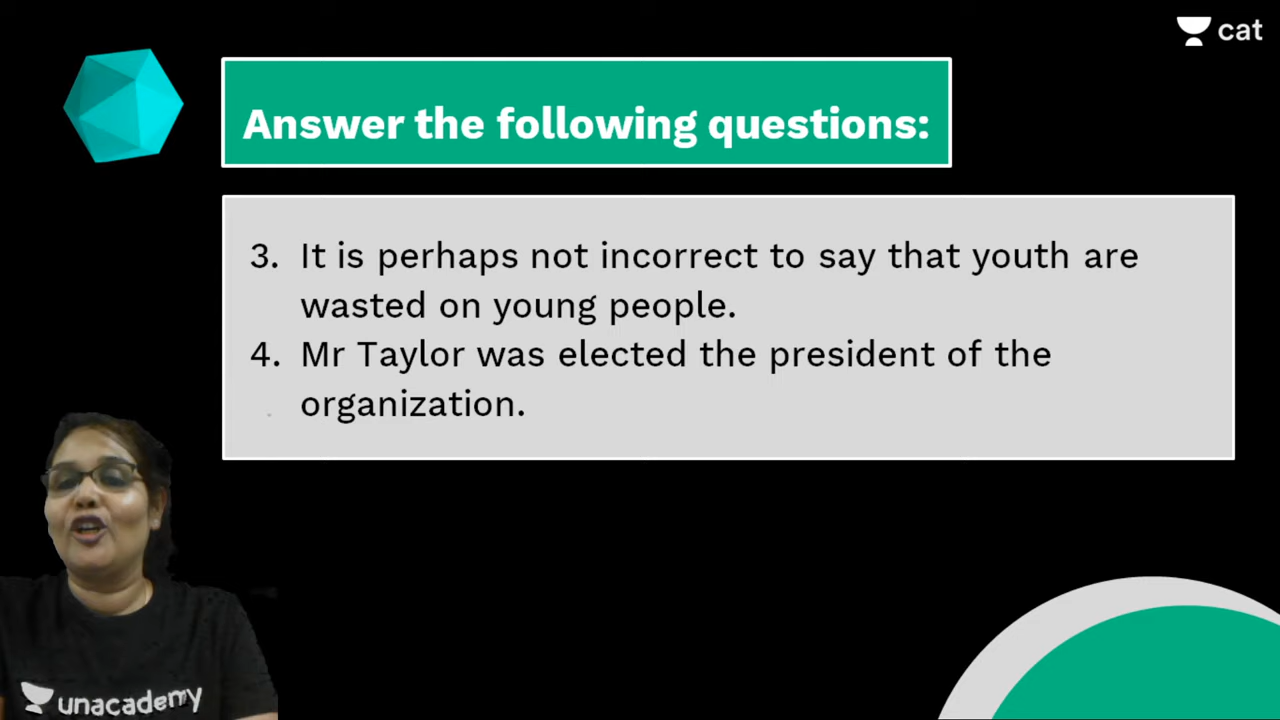 cat
Answer the following questions:
3. It is perhaps not incorrect to say that youth are
wasted on young people.
4. Mr Taylor was elected the president of the
organization.
unacademy